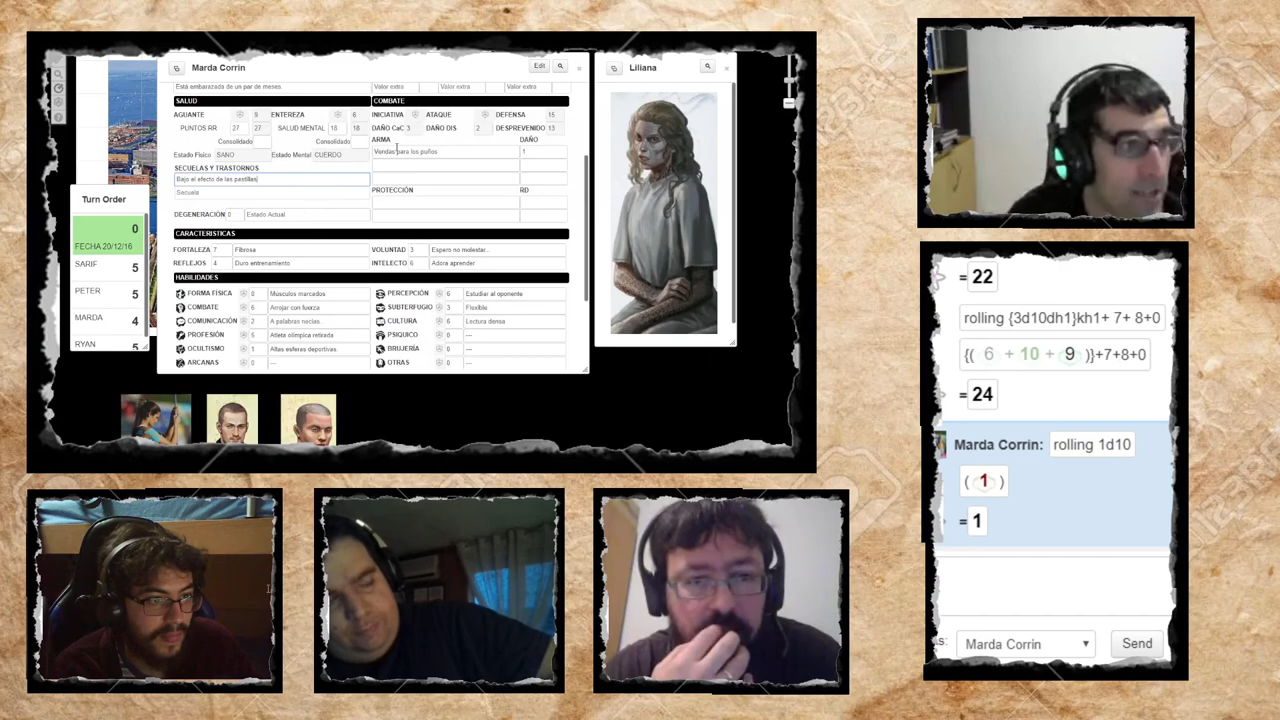 Marda Corrin
Edit
Está embarazada de un par de meses.
Valor extra
Valor extra
Valor extra
SALUD
COMBATE
AGUANTE 9 ENTEREZA 6
INICIATIVA ATAQUE DEFENSA 15
PUNTOS RR 27 27 SALUD MENTAL 18 18
DAÑO CaC 3 DAÑO DIS 2 DESPREVENIDO 13
Consolidado
Consolidado
ARMA DAÑO
Vendas para los puños 1
Estado Físico SANO Estado Mental CUERDO
SECUELAS Y TRASTORNOS
Bajo el efecto de las pastillas
Secuela
PROTECCIÓN RD
DEGENERACIÓN 0 Estado Actual
CARACTERISTICAS
FORTALEZA 7 Fibrosa VOLUNTAD 3 Espero no molestar...
REFLEJOS 4 Duro entrenamiento INTELECTO 6 Adora aprender
HABILIDADES
FORMA FÍSICA 8 Músculos marcados PERCEPCIÓN 6 Estudiar al oponente
COMBATE 6 Arrojar con fuerza SUBTERFUGIO 3 Flexible
COMUNICACIÓN 2 A palabras necias. CULTURA 6 Lectura densa
PROFESIÓN 5 Atleta olímpica retirada PSIQUICO 0 ---
OCULTISMO 1 Altas esferas deportivas. BRUJERÍA 0 ---
ARCANAS 0 --- OTRAS 0 ---
Liliana
Turn Order
0
FECHA 20/12/16
SARIF 5
PETER 5
MARDA 4
RYAN 5
=22
rolling {3d10dh1}kh1+ 7+ 8+0
{( 6 + 10 + 9 )}+7+8+0
=24
Marda Corrin: rolling 1d10
( 1 )
=1
s: Marda Corrin
Send